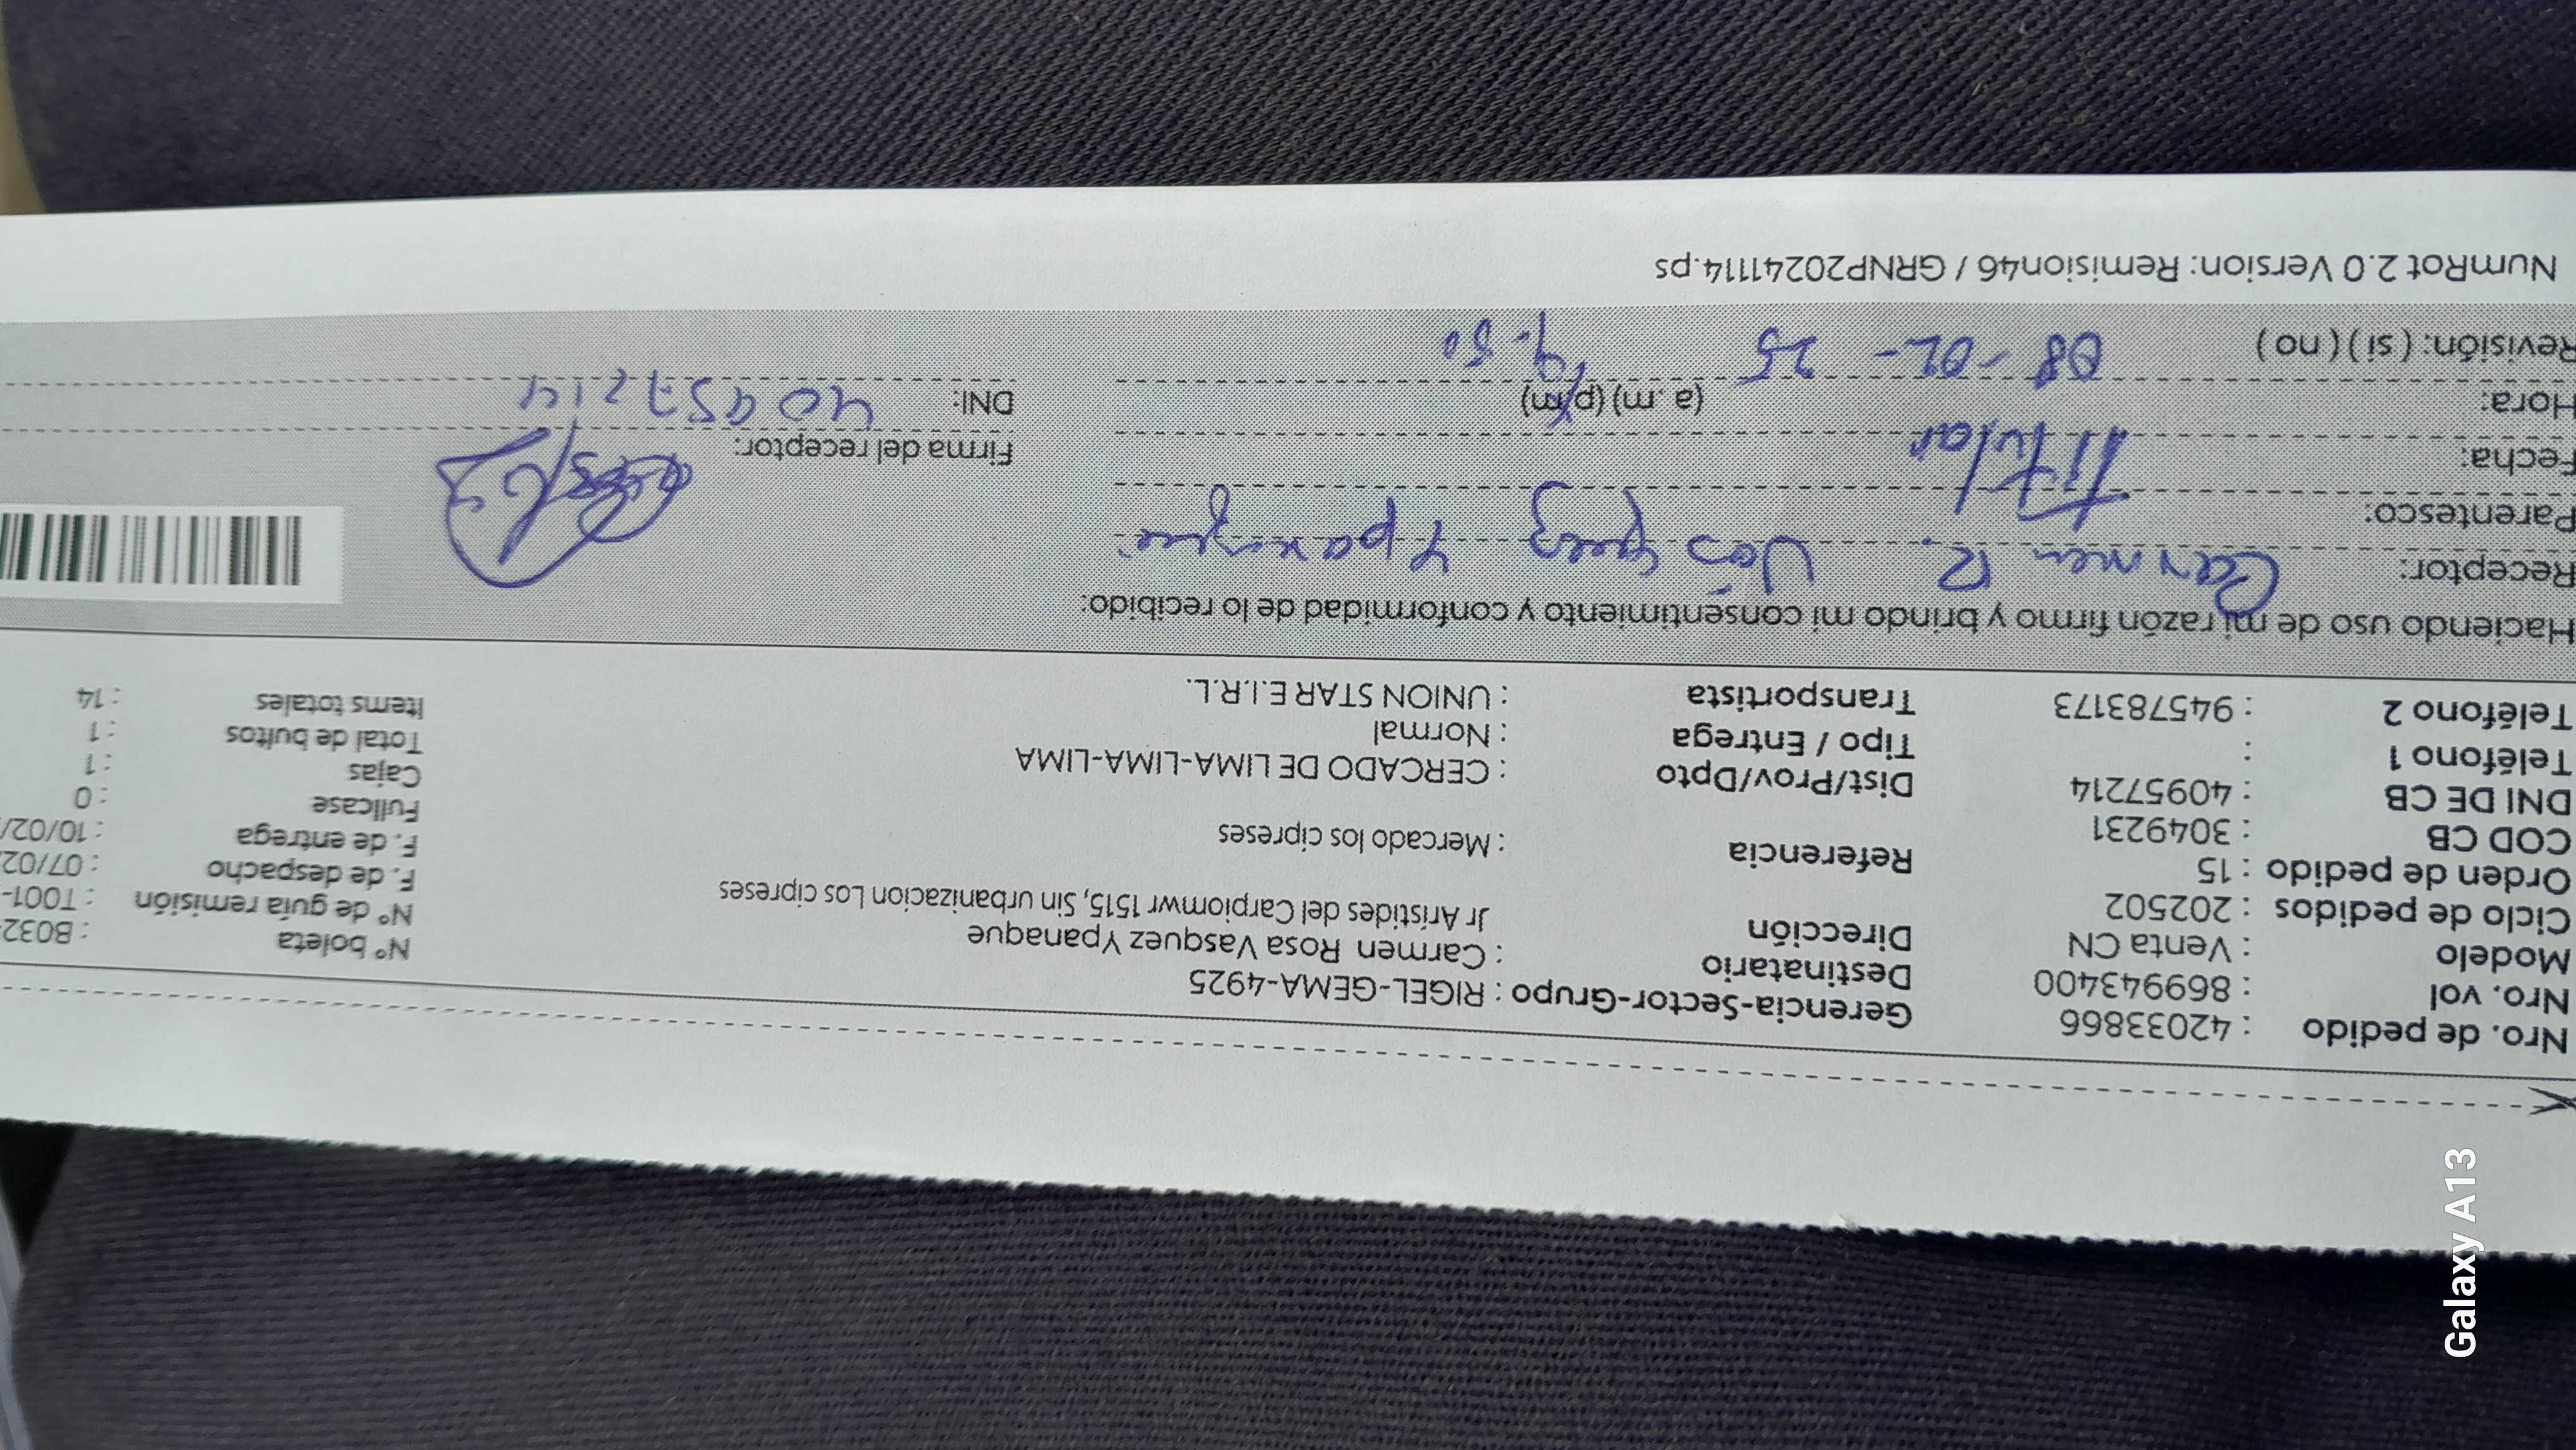 Nro. de pedido : 42033866
Nro. vol : 869943400
Modelo : Venta CN
Ciclo de pedidos : 202502
Orden de pedido : 15
COD CB : 3049231
DNI DE CB : 40957214
Teléfono 1 :
Teléfono 2 : 945783173
Gerencia-Sector-Grupo : RIGEL-GEMA-4925
Destinatario : Carmen Rosa Vasquez Ypanaque
Dirección Jr Arístides del Carpiomwr 1515, Sin urbanizacion Los cipreses
Referencia : Mercado los cipreses
Dist/Prov/Dpto : CERCADO DE LIMA-LIMA-LIMA
Tipo / Entrega : Normal
Transportista : UNION STAR E.I.R.L.
N° boleta : B032-
N° de guía remisión : T001-
F. de despacho : 07/02/
F. de entrega : 10/02/
Fullcase : 0
Cajas : 1
Total de bultos : 1
Items totales : 14
Haciendo uso de mi razón firmo y brindo mi consentimiento y conformidad de lo recibido:
Receptor: Carmen R. Vásquez Ypanaque
Parentesco: Titular
Fecha:
Hora: 08-02-25 (a.m) (p.m) 9.50
Revisión: ( si ) ( no )
Firma del receptor:
DNI: 40957214
NumRot 2.0 Version: Remision46 / GRNP20241114.ps
Galaxy A13